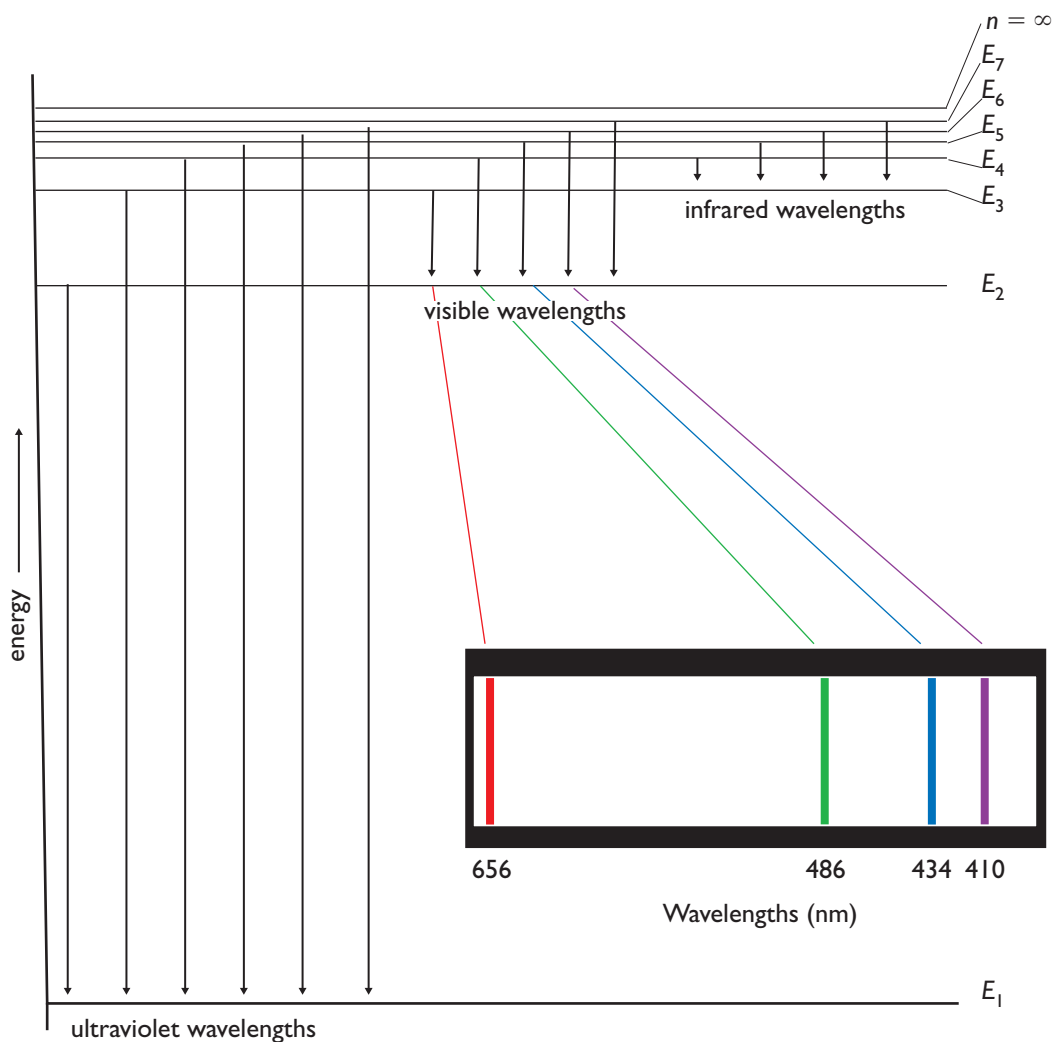 n = ∞
E₇
E₆
E₅
E₄
E₃
infrared wavelengths
E₂
visible wavelengths
energy
656
486
434
410
Wavelengths (nm)
E₁
ultraviolet wavelengths